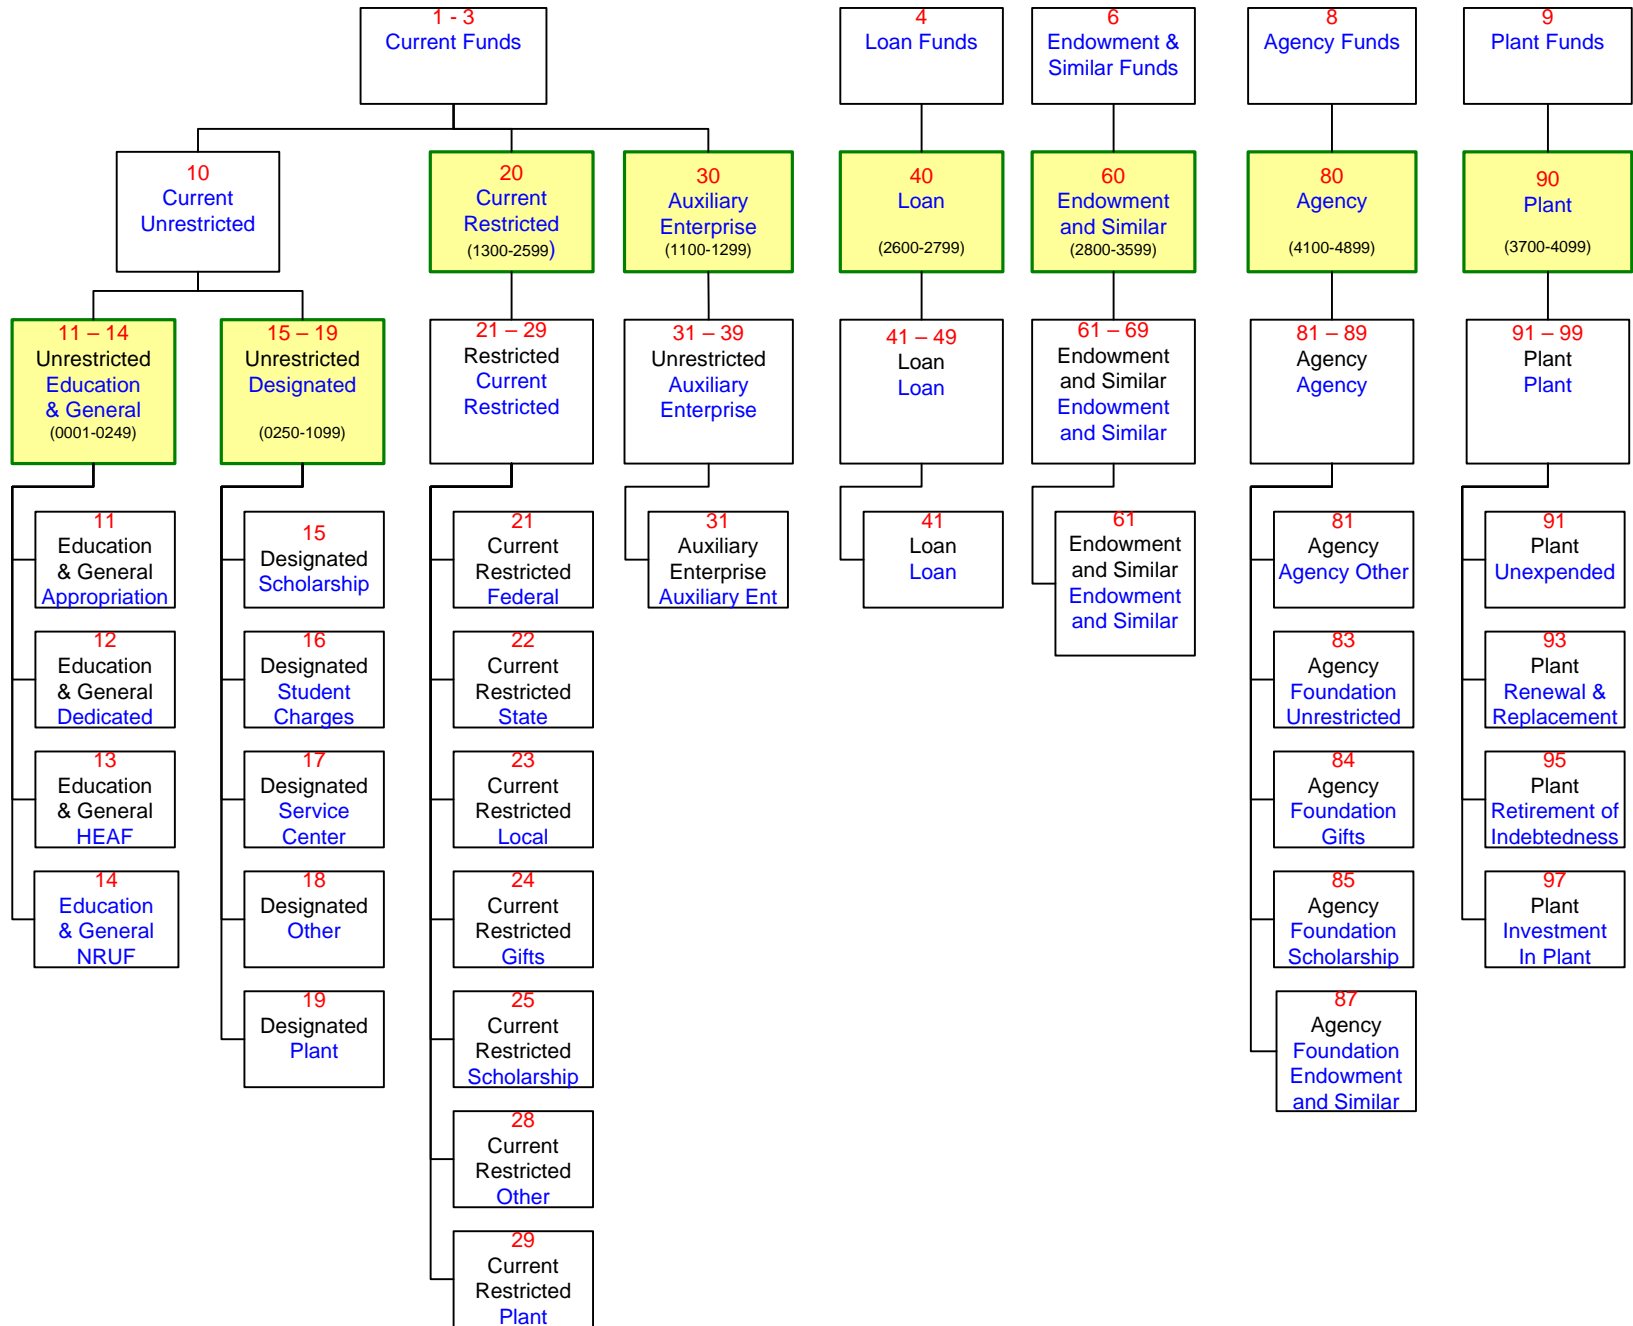 1 - 3
Current Funds
4
Loan Funds
6
Endowment &
Similar Funds
8
Agency Funds
9
Plant Funds
10
Current
Unrestricted
20
Current
Restricted
(1300-2599)
30
Auxiliary
Enterprise
(1100-1299)
40
Loan
(2600-2799)
60
Endowment
and Similar
(2800-3599)
80
Agency
(4100-4899)
90
Plant
(3700-4099)
11 – 14
Unrestricted
Education
& General
(0001-0249)
15 – 19
Unrestricted
Designated
(0250-1099)
21 – 29
Restricted
Current
Restricted
31 – 39
Unrestricted
Auxiliary
Enterprise
41 – 49
Loan
Loan
61 – 69
Endowment
and Similar
Endowment
and Similar
81 – 89
Agency
Agency
91 – 99
Plant
Plant
11
Education
& General
Appropriation
12
Education
& General
Dedicated
13
Education
& General
HEAF
14
Education
& General
NRUF
15
Designated
Scholarship
16
Designated
Student
Charges
17
Designated
Service
Center
18
Designated
Other
19
Designated
Plant
21
Current
Restricted
Federal
22
Current
Restricted
State
23
Current
Restricted
Local
24
Current
Restricted
Gifts
25
Current
Restricted
Scholarship
28
Current
Restricted
Other
29
Current
Restricted
Plant
31
Auxiliary
Enterprise
Auxiliary Ent
41
Loan
Loan
61
Endowment
and Similar
Endowment
and Similar
81
Agency
Agency Other
83
Agency
Foundation
Unrestricted
84
Agency
Foundation
Gifts
85
Agency
Foundation
Scholarship
87
Agency
Foundation
Endowment
and Similar
91
Plant
Unexpended
93
Plant
Renewal &
Replacement
95
Plant
Retirement of
Indebtedness
97
Plant
Investment
In Plant